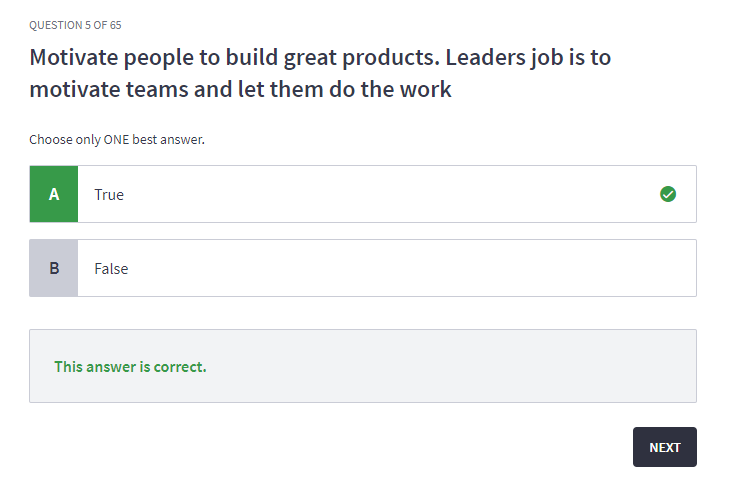 QUESTION 5 OF 65
Motivate people to build great products. Leaders job is to
motivate teams and let them do the work
Choose only ONE best answer.
A True
B False
This answer is correct.
NEXT